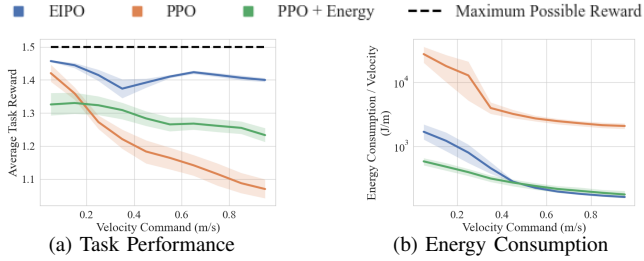 EIPO PPO PPO + Energy Maximum Possible Reward
1.5
1.4
1.3
1.2
1.1
Average Task Reward
0.2 0.4 0.6 0.8
Velocity Command (m/s)
(a) Task Performance
Energy Consumption / Velocity
(J/m)
10^4
10^3
0.2 0.4 0.6 0.8
Velocity Command (m/s)
(b) Energy Consumption